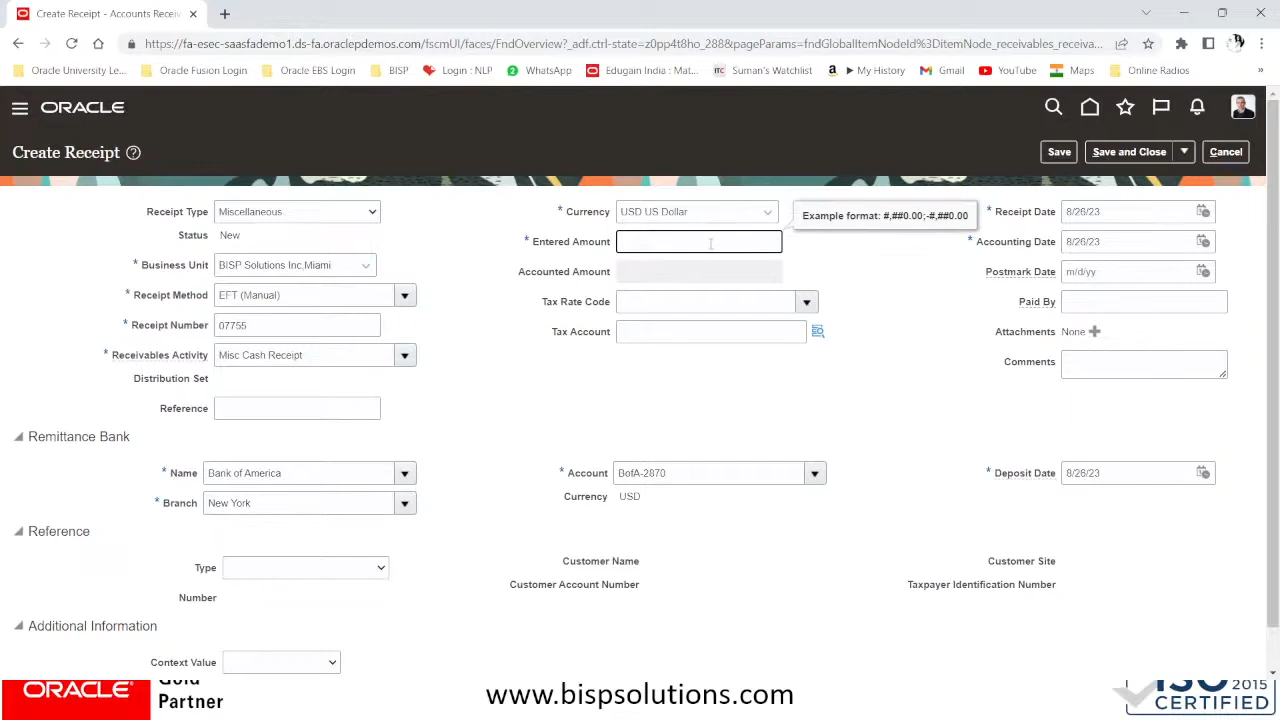 Create Receipt - Accounts Receiv
https://fa-esec-saasfademo1.ds-fa.oraclepdemos.com/fscmUI/faces/FndOverview?_adf.ctrl-state=z0pp4t8ho_288&pageParams=fndGlobalItemNodeId%3DitemNode_receivables_receiva...
Oracle University Le... Oracle Fusion Login Oracle EBS Login BISP Login : NLP WhatsApp Edugain India : Mat... Suman's Watchlist ▶ My History Gmail YouTube Maps Online Radios »
ORACLE
Create Receipt Save Save and Close Cancel
Receipt Type Miscellaneous * Currency USD US Dollar Example format: #,##0.00;-#,##0.00 * Receipt Date 8/26/23
Status New * Entered Amount * Accounting Date 8/26/23
* Business Unit BISP Solutions Inc,Miami Accounted Amount Postmark Date m/d/yy
* Receipt Method EFT (Manual) Tax Rate Code Paid By
* Receipt Number 07755 Tax Account Attachments None
* Receivables Activity Misc Cash Receipt Comments
Distribution Set
Reference
Remittance Bank
* Name Bank of America * Account BofA-2870 * Deposit Date 8/26/23
* Branch New York Currency USD
Reference
Type Customer Name Customer Site
Number Customer Account Number Taxpayer Identification Number
Additional Information
Context Value
ORACLE Gold Partner www.bispsolutions.com ISO 2015 CERTIFIED